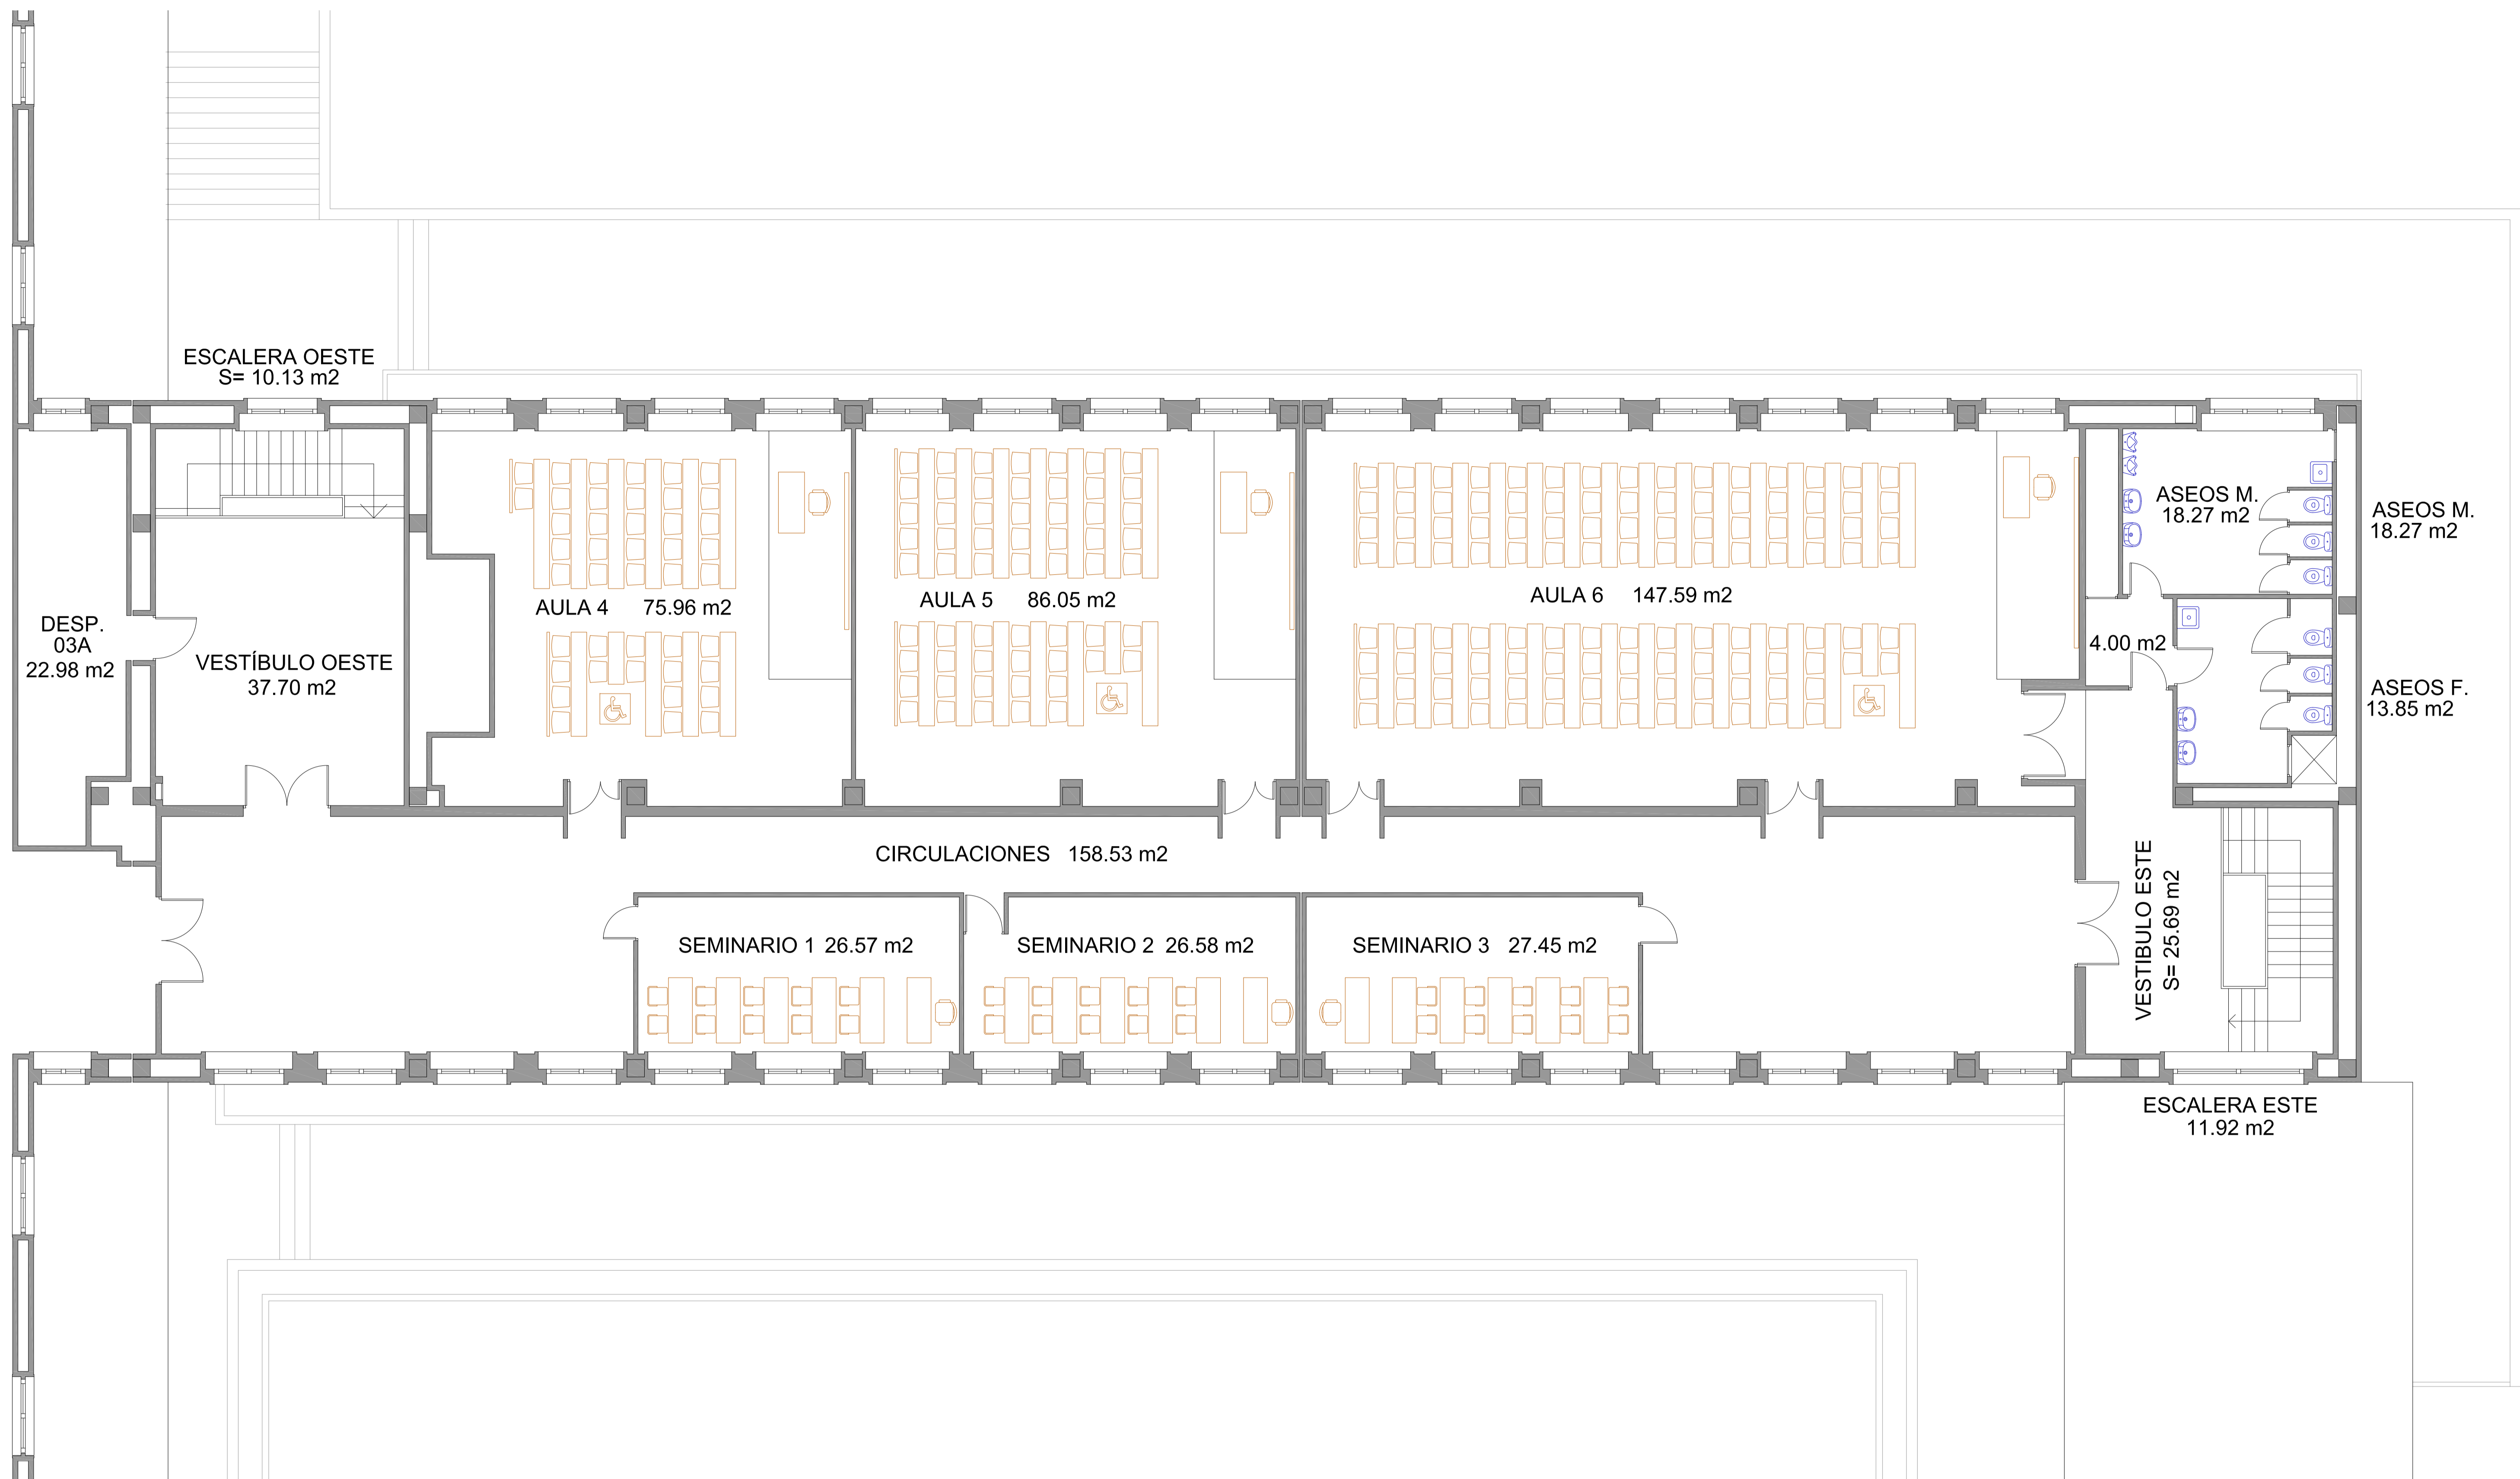 ESCALERA OESTE
S= 10.13 m2
ASEOS M.
18.27 m2
ASEOS M.
18.27 m2
AULA 4 75.96 m2
AULA 5 86.05 m2
AULA 6 147.59 m2
DESP.
03A
22.98 m2
VESTÍBULO OESTE
37.70 m2
4.00 m2
ASEOS F.
13.85 m2
CIRCULACIONES 158.53 m2
SEMINARIO 1 26.57 m2
SEMINARIO 2 26.58 m2
SEMINARIO 3 27.45 m2
VESTIBULO ESTE
S= 25.69 m2
ESCALERA ESTE
11.92 m2